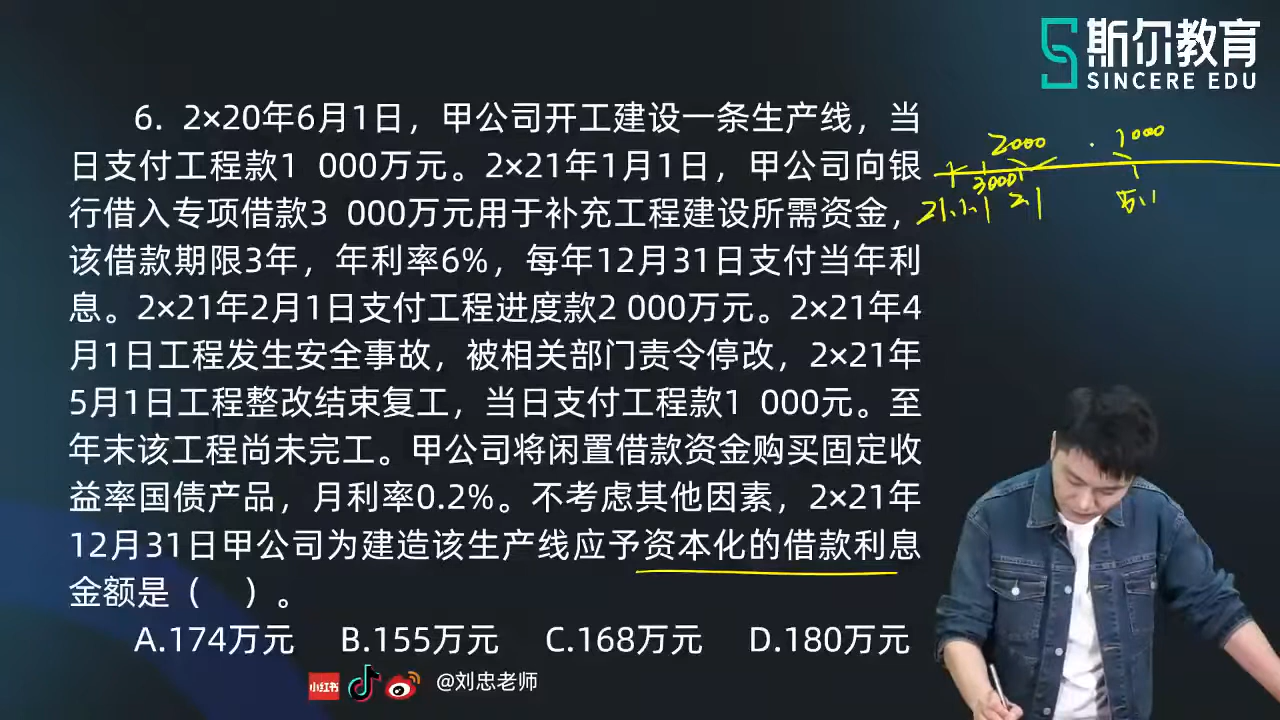 斯尔教育
SINCERE EDU
6. 2×20年6月1日，甲公司开工建设一条生产线，当
日支付工程款1 000万元。2×21年1月1日，甲公司向银
行借入专项借款3 000万元用于补充工程建设所需资金，
该借款期限3年，年利率6%，每年12月31日支付当年利
息。2×21年2月1日支付工程进度款2 000万元。2×21年4
月1日工程发生安全事故，被相关部门责令停改，2×21年
5月1日工程整改结束复工，当日支付工程款1 000元。至
年末该工程尚未完工。甲公司将闲置借款资金购买固定收
益率国债产品，月利率0.2%。不考虑其他因素，2×21年
12月31日甲公司为建造该生产线应予资本化的借款利息
金额是（ ）。
A.174万元 B.155万元 C.168万元 D.180万元
2000 1000
3000
21.1.1 2.1 5.1
小红书 @刘忠老师